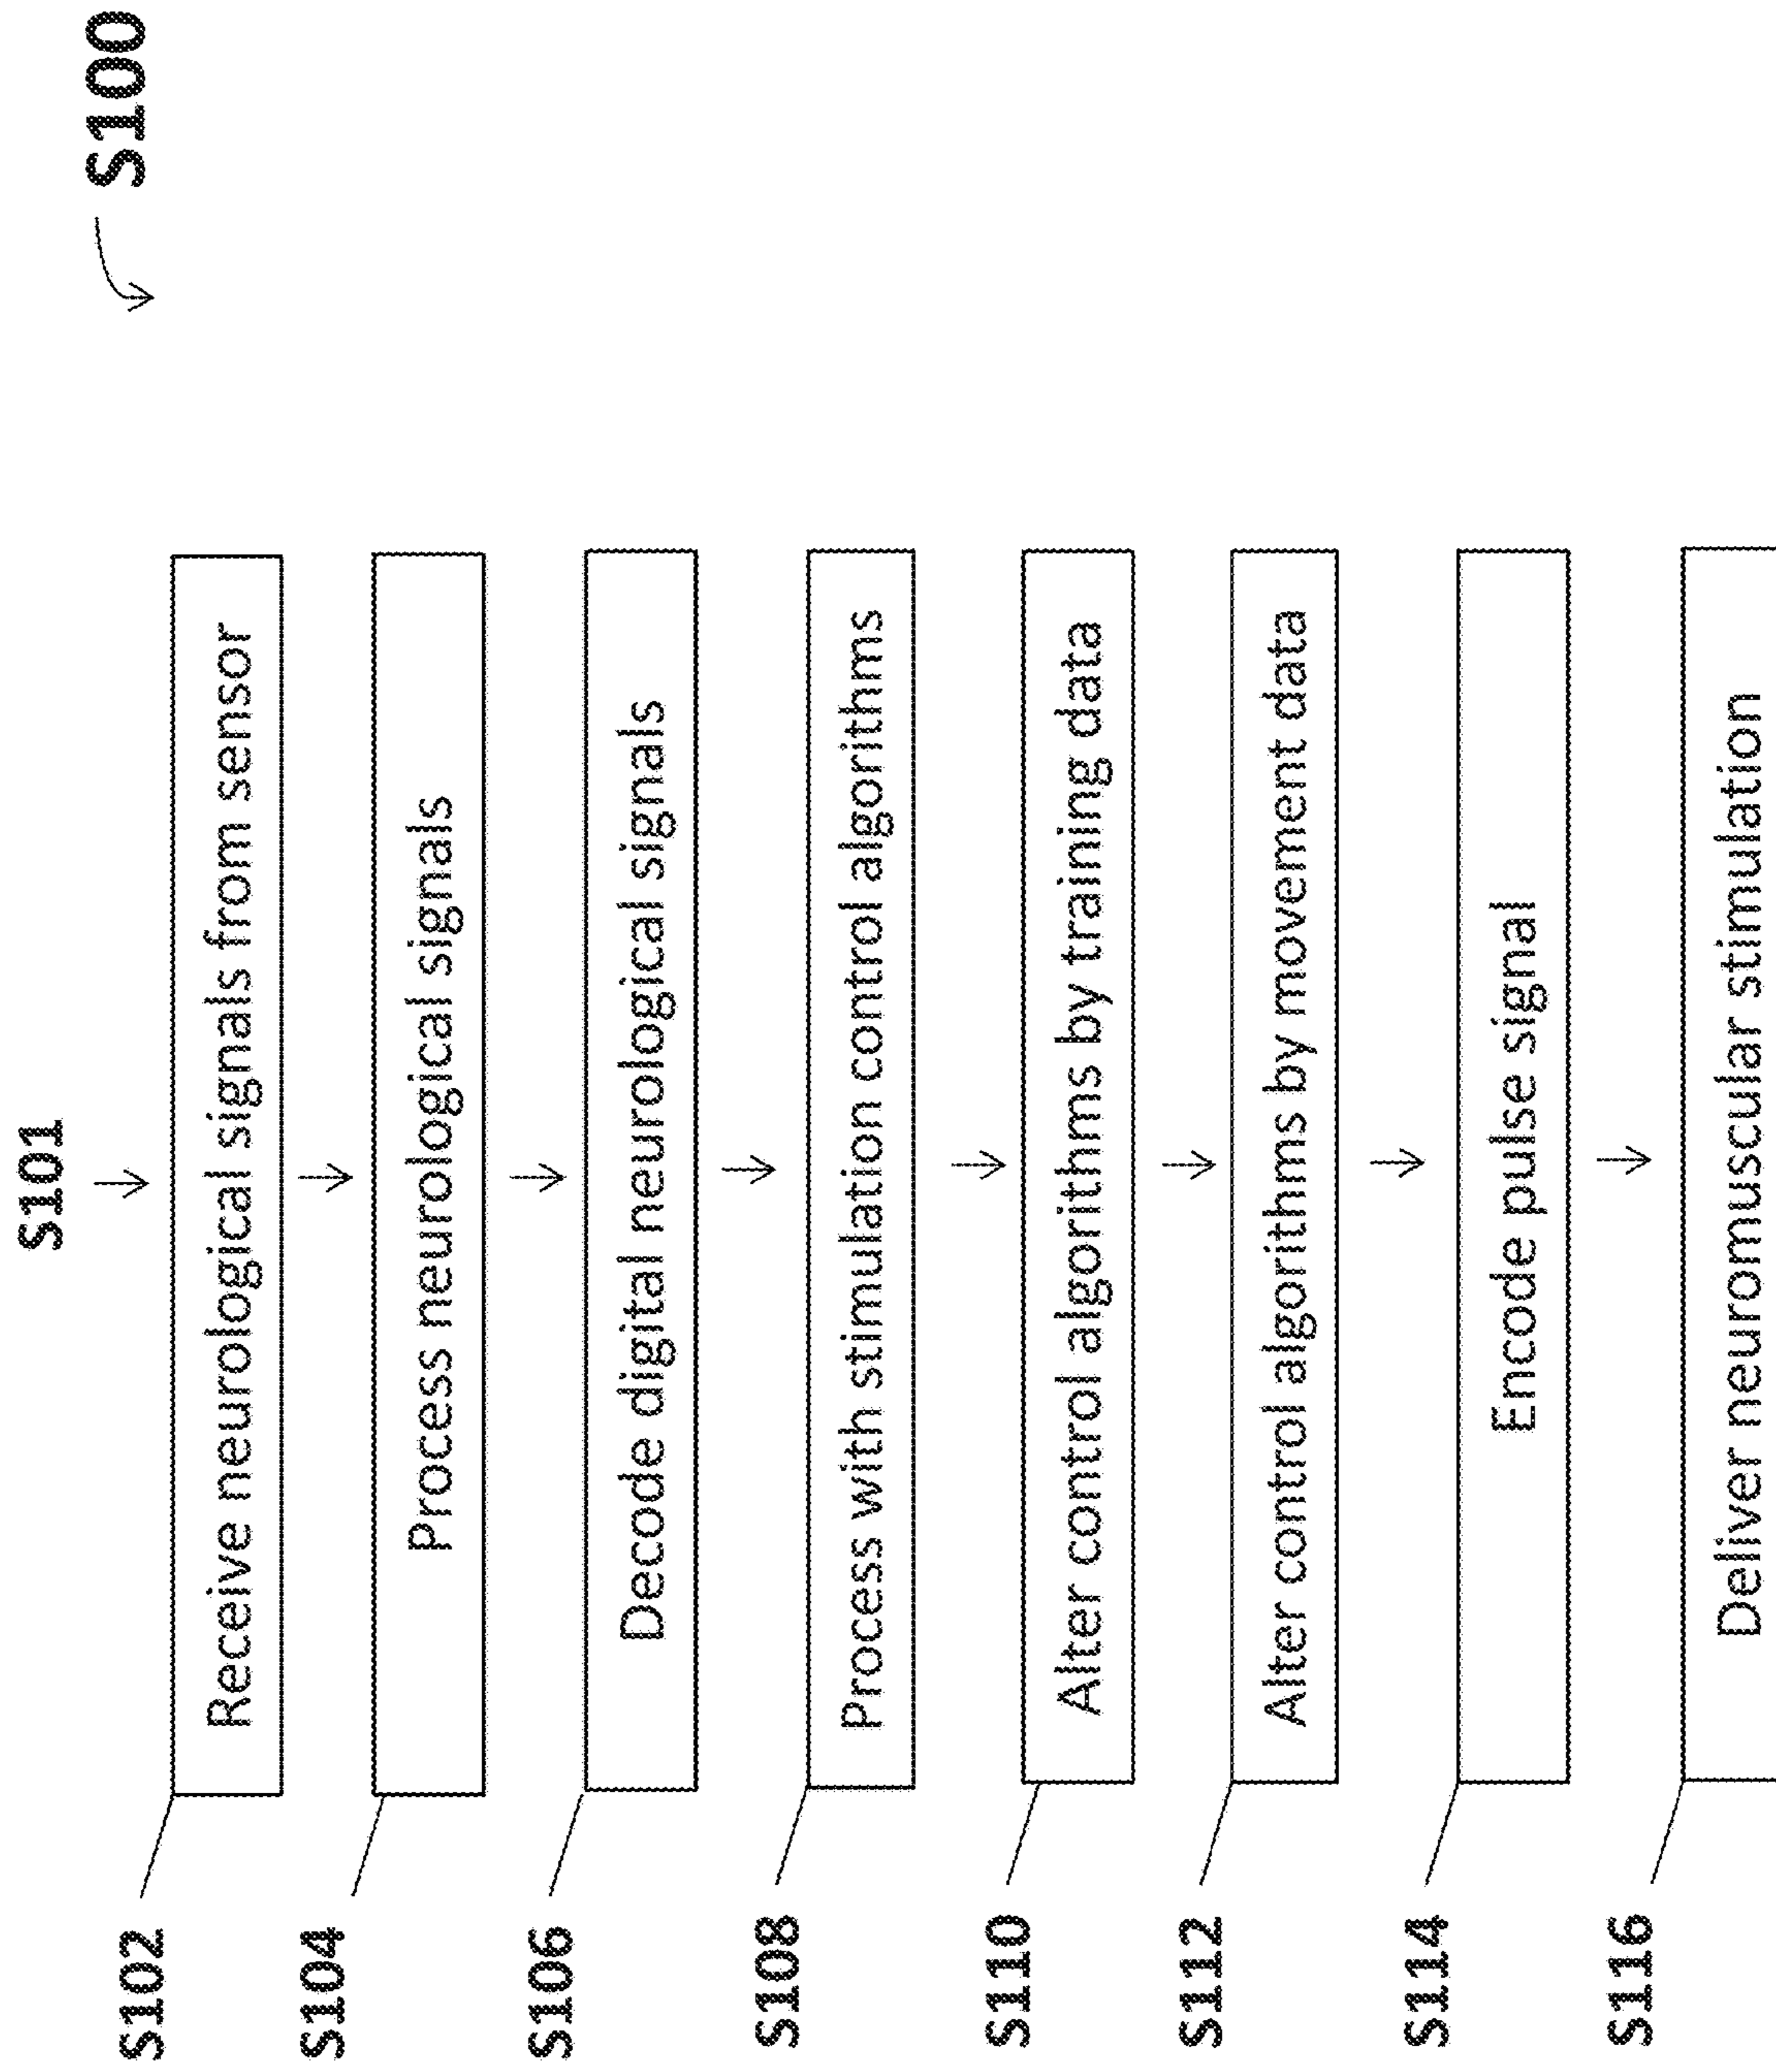 S100
S101
S102
Receive neurological signals from sensor
S104
Process neurological signals
S106
Decode digital neurological signals
S108
Process with stimulation control algorithms
S110
Alter control algorithms by training data
S112
Alter control algorithms by movement data
S114
Encode pulse signal
S116
Deliver neuromuscular stimulation